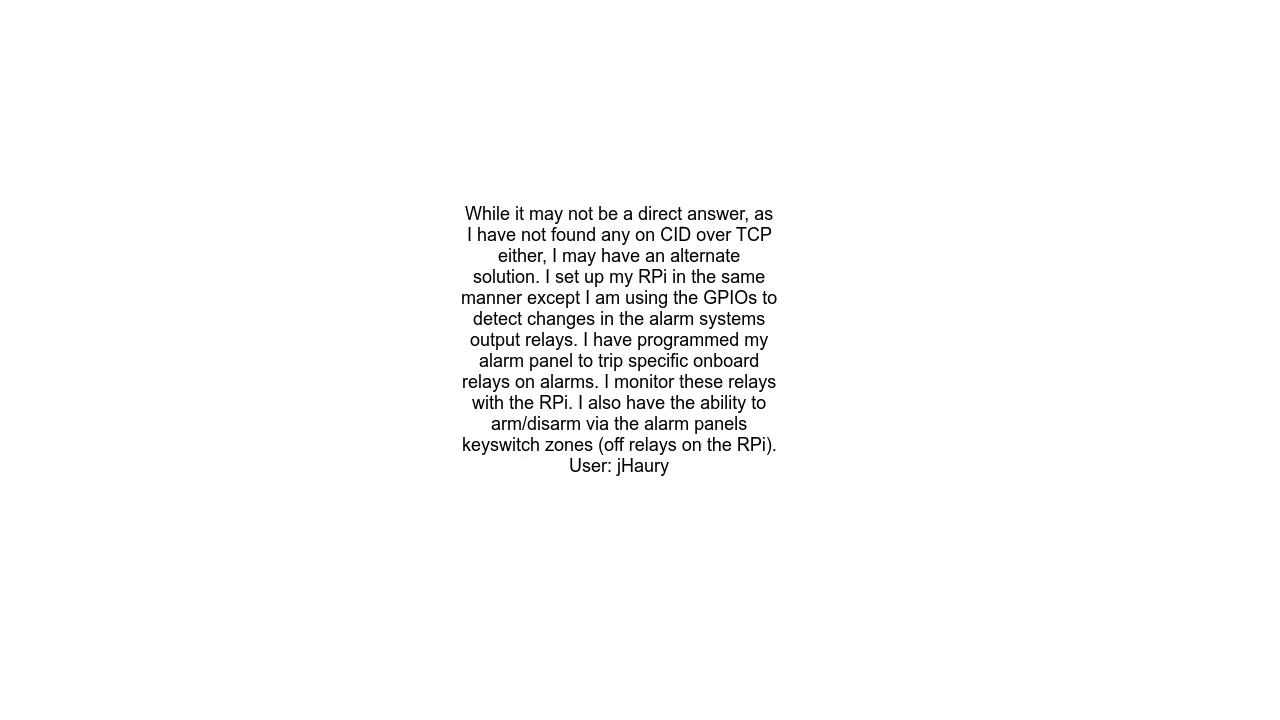 While it may not be a direct answer, as
I have not found any on CID over TCP
either, I may have an alternate
solution. I set up my RPi in the same
manner except I am using the GPIOs to
detect changes in the alarm systems
output relays. I have programmed my
alarm panel to trip specific onboard
relays on alarms. I monitor these relays
with the RPi. I also have the ability to
arm/disarm via the alarm panels
keyswitch zones (off relays on the RPi).
User: jHaury